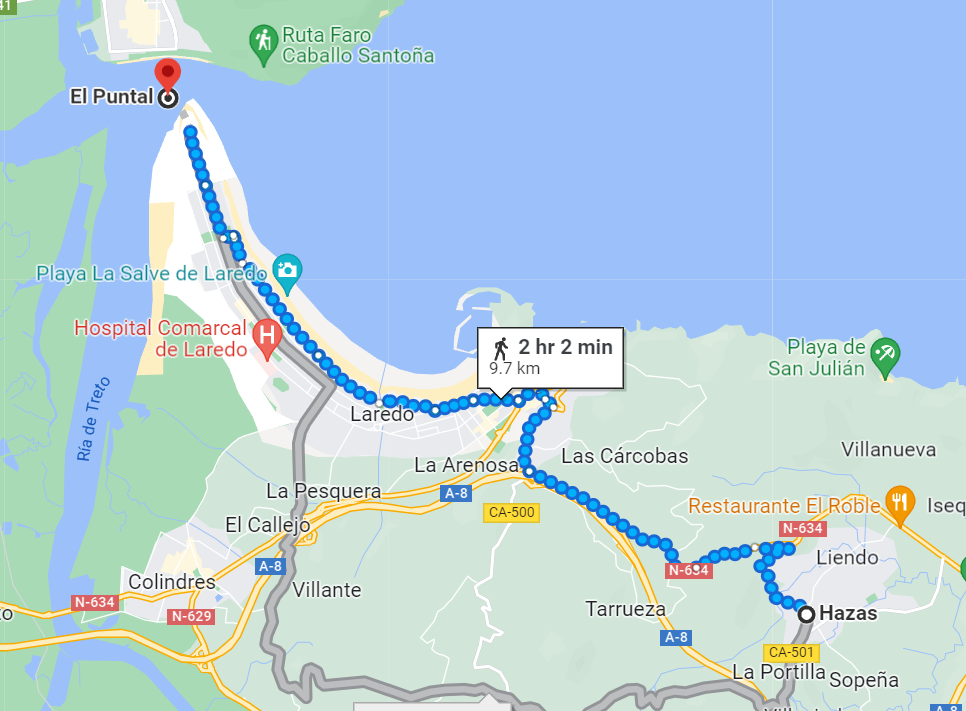 41
Ruta Faro
Caballo Santoña
El Puntal
Playa La Salve de Laredo
Hospital Comarcal
de Laredo
H
2 hr 2 min
9.7 km
Playa de
San Julián
Ría de Treto
Laredo
La Arenosa
Las Cárcobas
Villanueva
La Pesquera
A-8
CA-500
Restaurante El Roble
Iseq
El Callejo
N-634
Liendo
A-8
N-634
Colindres
Villante
N-634
N-629
Tarrueza
Hazas
A-8
CA-501
La Portilla
Sopeña
A-8